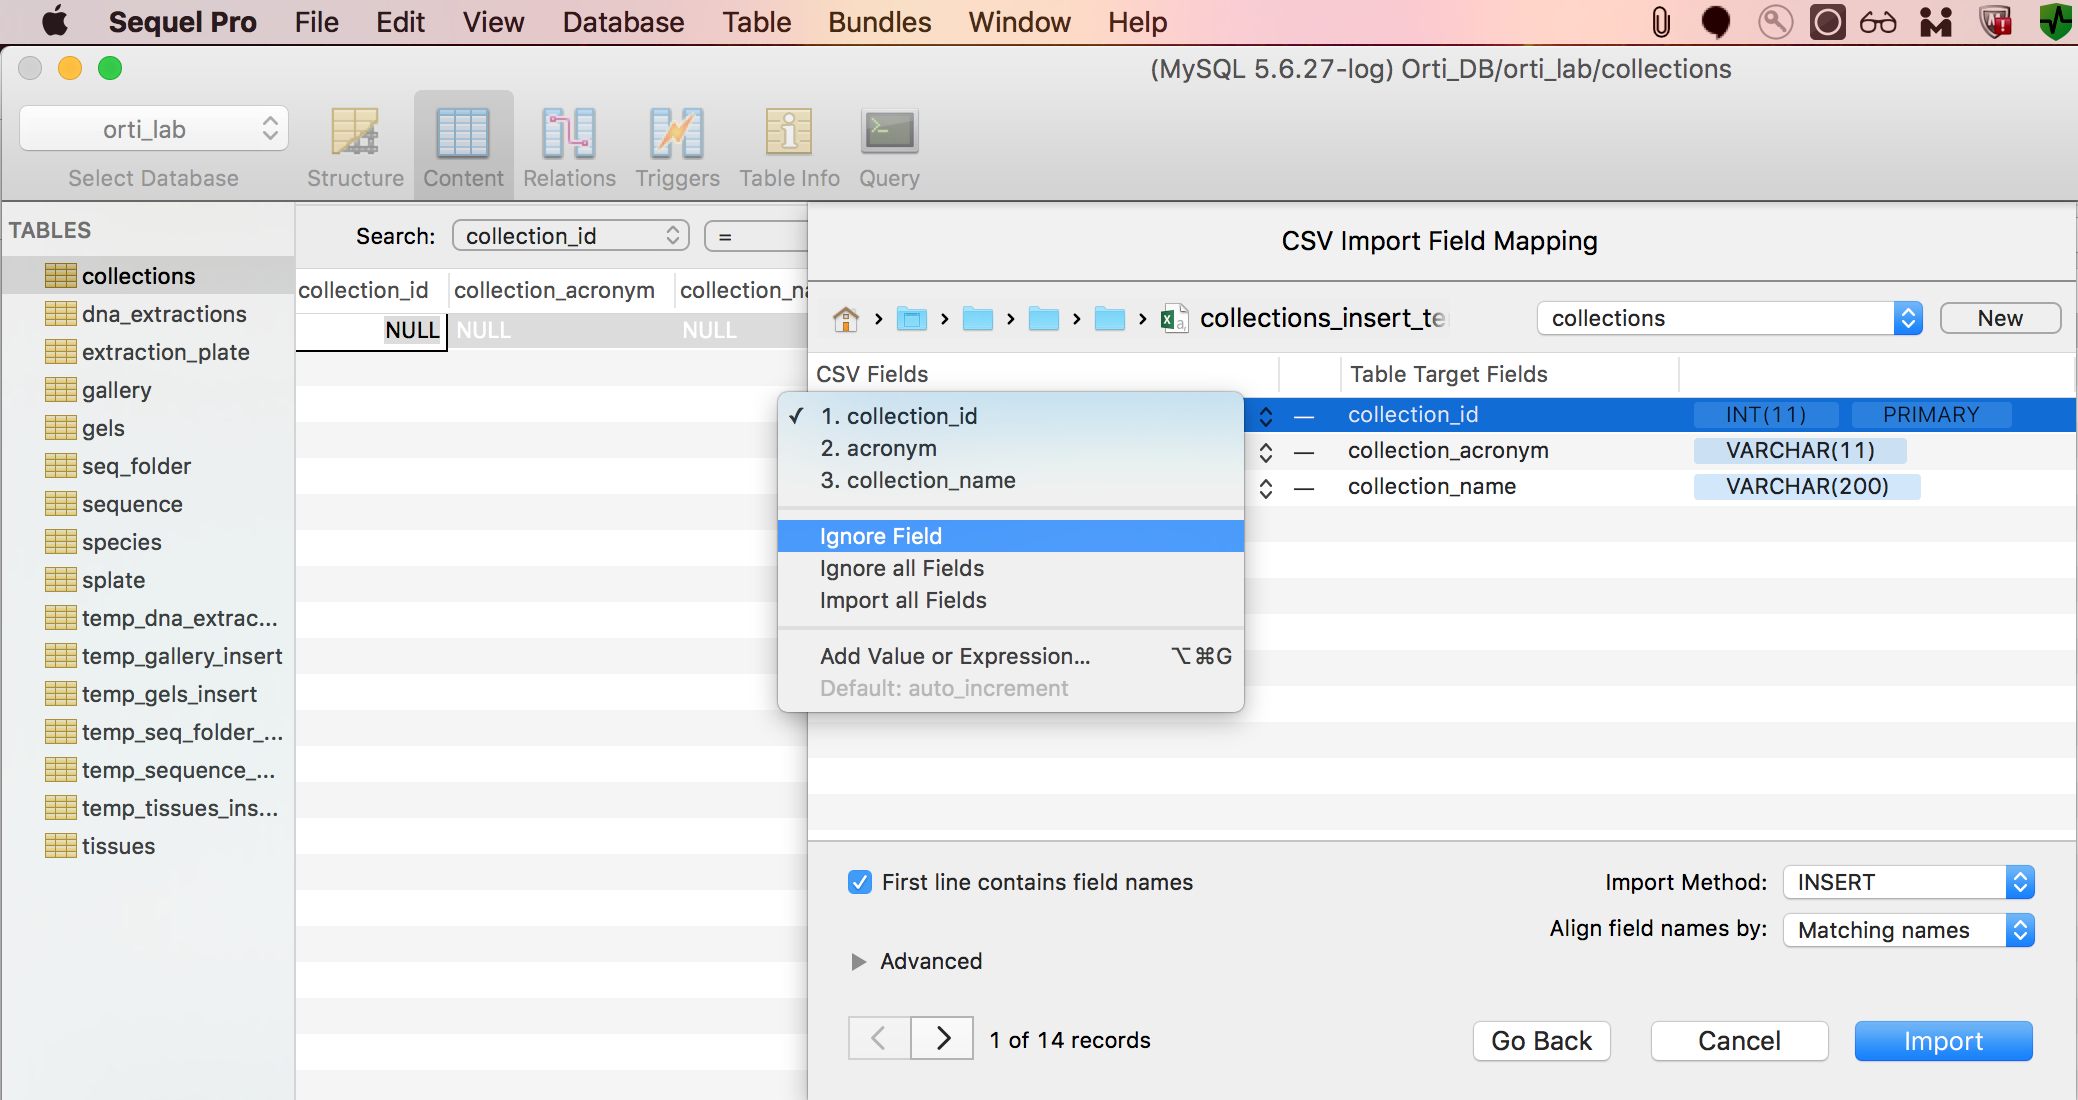 Sequel Pro File Edit View Database Table Bundles Window Help
(MySQL 5.6.27-log) Orti_DB/orti_lab/collections
orti_lab
Select Database Structure Content Relations Triggers Table Info Query
TABLES
collections
dna_extractions
extraction_plate
gallery
gels
seq_folder
sequence
species
splate
temp_dna_extrac...
temp_gallery_insert
temp_gels_insert
temp_seq_folder_...
temp_sequence_...
temp_tissues_ins...
tissues
Search: collection_id =
collection_id collection_acronym collection_na
NULL NULL NULL
CSV Import Field Mapping
collections_insert_te collections New
CSV Fields Table Target Fields
1. collection_id
2. acronym
3. collection_name
Ignore Field
Ignore all Fields
Import all Fields
Add Value or Expression... ⌥⌘G
Default: auto_increment
— collection_id INT(11) PRIMARY
— collection_acronym VARCHAR(11)
— collection_name VARCHAR(200)
First line contains field names
Import Method: INSERT
Align field names by: Matching names
Advanced
1 of 14 records
Go Back Cancel Import